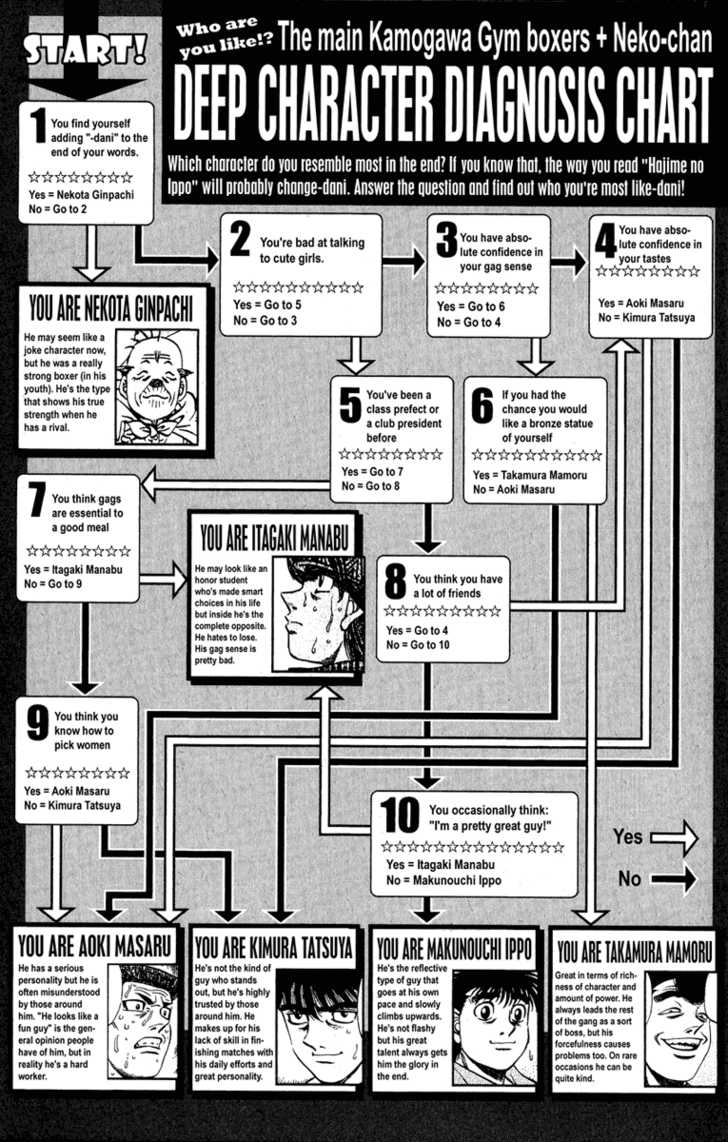 START!
Who are
you like!?
The main Kamogawa Gym boxers + Neko-chan
DEEP CHARACTER DIAGNOSIS CHART
Which character do you resemble most in the end? If you know that, the way you read "Hajime no
Ippo" will probably change-dani. Answer the question and find out who you're most like-dani!
1
You find yourself
adding "-dani" to the
end of your words.
☆☆☆☆☆☆☆☆☆
Yes = Nekota Ginpachi
No = Go to 2
2
You're bad at talking
to cute girls.
☆☆☆☆☆☆☆☆☆☆☆
Yes = Go to 5
No = Go to 3
3
You have abso-
lute confidence in
your gag sense
☆☆☆☆☆☆☆☆
Yes = Go to 6
No = Go to 4
4
You have abso-
lute confidence in
your tastes
☆☆☆☆☆☆☆☆
Yes = Aoki Masaru
No = Kimura Tatsuya
YOU ARE NEKOTA GINPACHI
He may seem like a
joke character now,
but he was a really
strong boxer (in his
youth). He's the type
that shows his true
strength when he
has a rival.
5
You've been a
class prefect or
a club president
before
☆☆☆☆☆☆☆☆
Yes = Go to 7
No = Go to 8
6
If you had the
chance you would
like a bronze statue
of yourself
☆☆☆☆☆☆☆☆☆☆
Yes = Takamura Mamoru
No = Aoki Masaru
7
You think gags
are essential to
a good meal
☆☆☆☆☆☆☆☆
Yes = Itagaki Manabu
No = Go to 9
YOU ARE ITAGAKI MANABU
He may look like an
honor student
who's made smart
choices in his life
but inside he's the
complete opposite.
He hates to lose.
His gag sense is
pretty bad.
8
You think you have
a lot of friends
☆☆☆☆☆☆☆☆☆
Yes = Go to 4
No = Go to 10
9
You think you
know how to
pick women
☆☆☆☆☆☆☆☆
Yes = Aoki Masaru
No = Kimura Tatsuya
10
You occasionally think:
"I'm a pretty great guy!"
☆☆☆☆☆☆☆☆☆☆☆☆☆☆
Yes = Itagaki Manabu
No = Makunouchi Ippo
Yes
No
YOU ARE AOKI MASARU
He has a serious
personality but he is
often misunderstood
by those around
him. "He looks like a
fun guy" is the gen-
eral opinion people
have of him, but in
reality he's a hard
worker.
YOU ARE KIMURA TATSUYA
He's not the kind of
guy who stands
out, but he's highly
trusted by those
around him. He
makes up for his
lack of skill in fin-
ishing matches with
his daily efforts and
great personality.
YOU ARE MAKUNOUCHI IPPO
He's the reflective
type of guy that
goes at his own
pace and slowly
climbs upwards.
He's not flashy
but his great
talent always gets
him the glory in
the end.
YOU ARE TAKAMURA MAMORU
Great in terms of rich-
ness of character and
amount of power. He
always leads the rest
of the gang as a sort
of boss, but his
forcefulness causes
problems too. On rare
occasions he can be
quite kind.